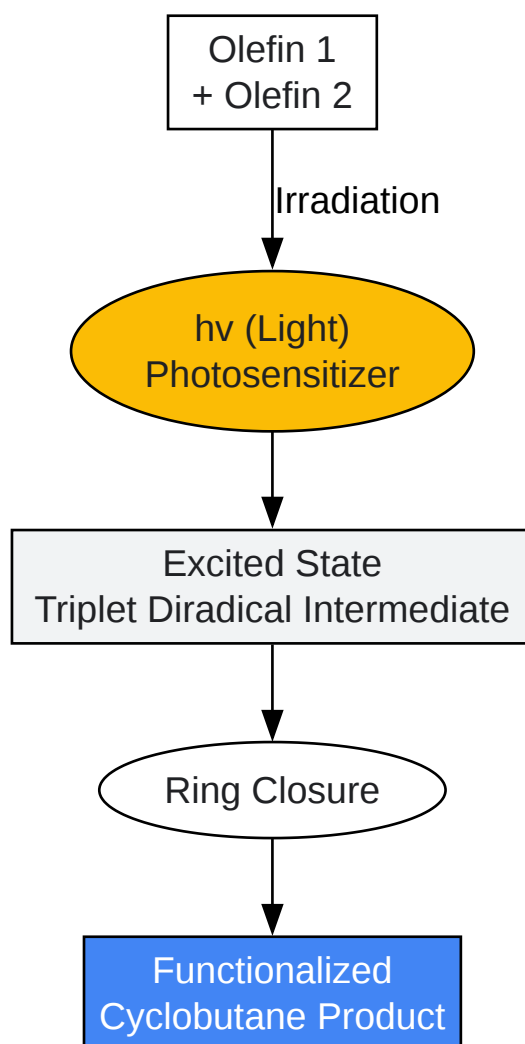 Olefin 1
+ Olefin 2
Irradiation
hv (Light)
Photosensitizer
Excited State
Triplet Diradical Intermediate
Ring Closure
Functionalized
Cyclobutane Product